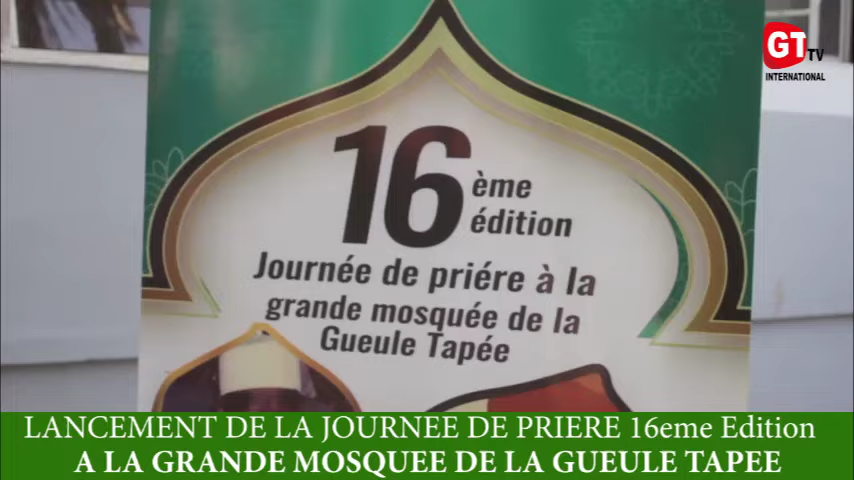 GT TV
INTERNATIONAL
16ème
édition
Journée de priére à la
grande mosquée de la
Gueule Tapée
LANCEMENT DE LA JOURNEE DE PRIERE 16eme Edition
A LA GRANDE MOSQUEE DE LA GUEULE TAPEE